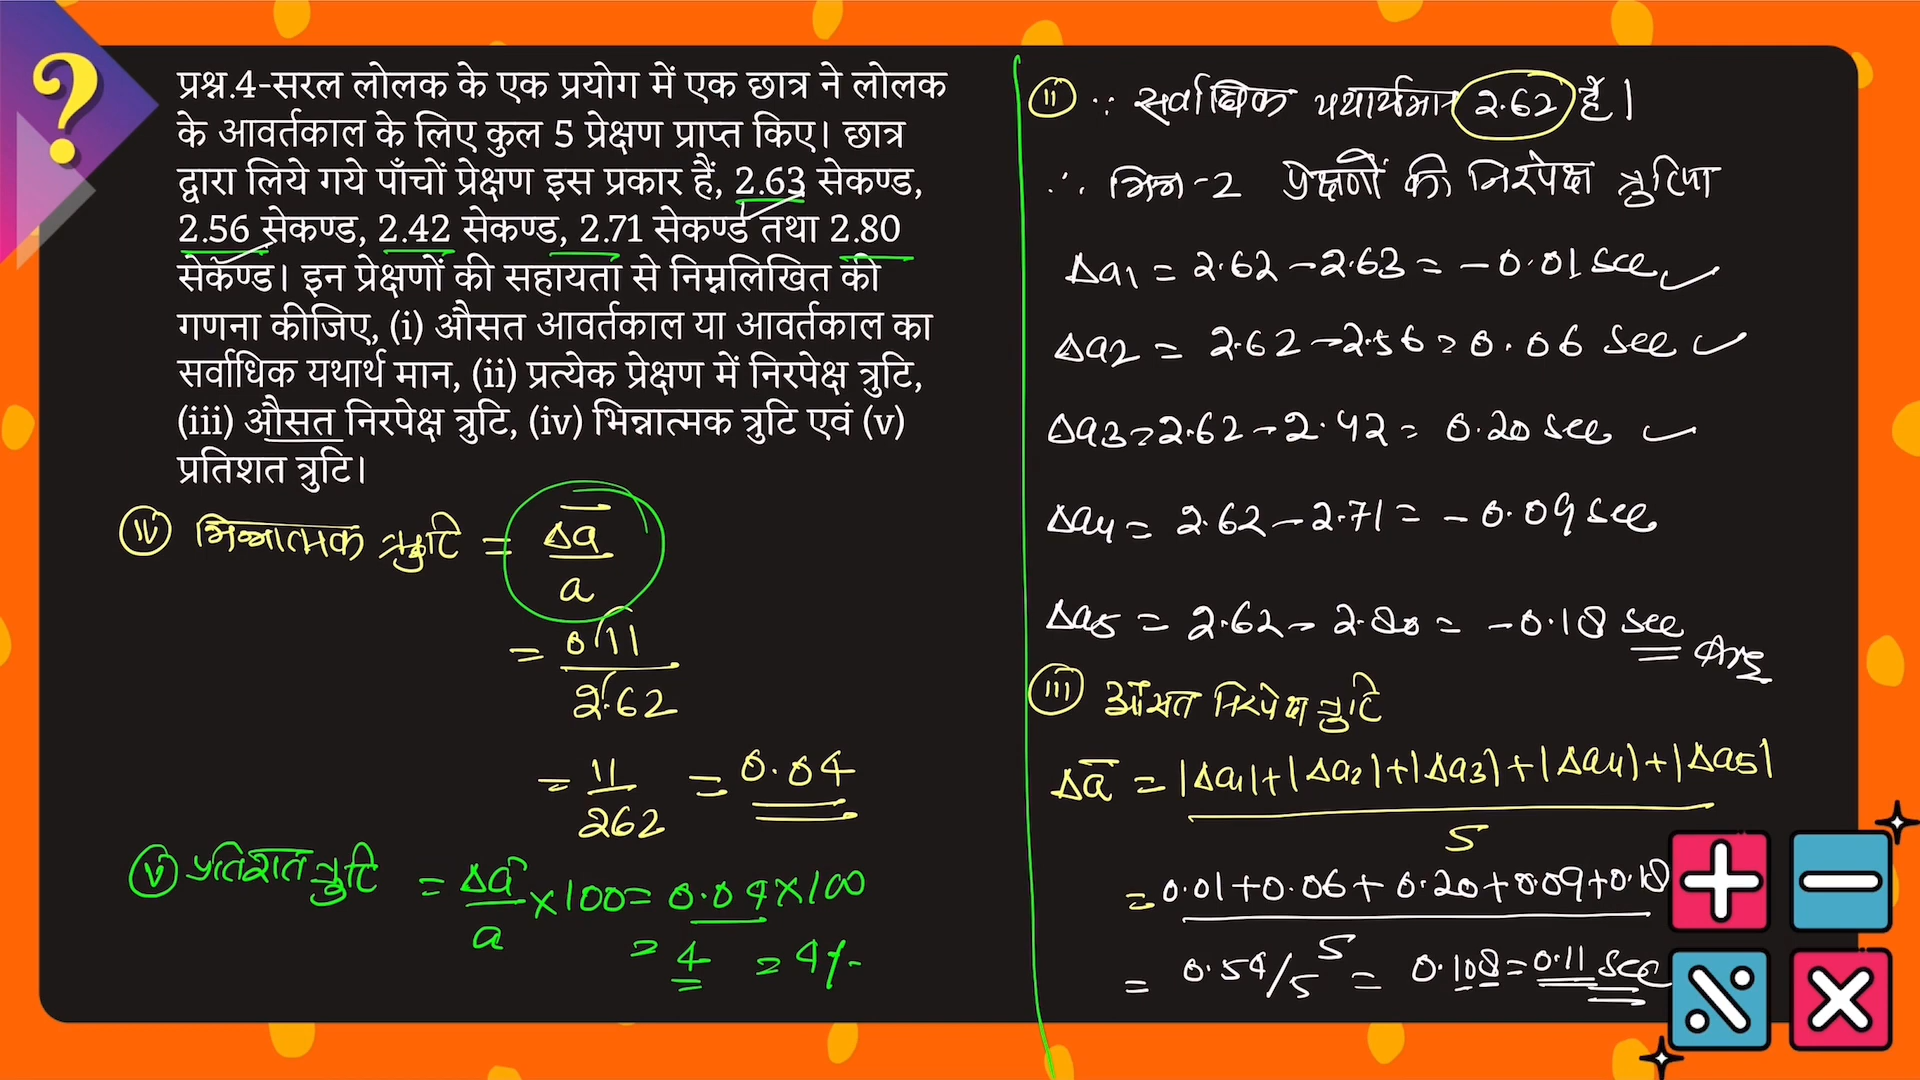 प्रश्न.4-सरल लोलक के एक प्रयोग में एक छात्र ने लोलक
के आवर्तकाल के लिए कुल 5 प्रेक्षण प्राप्त किए। छात्र
द्वारा लिये गये पाँचों प्रेक्षण इस प्रकार हैं, 2.63 सेकण्ड,
2.56 सेकण्ड, 2.42 सेकण्ड, 2.71 सेकण्ड तथा 2.80
सेकण्ड। इन प्रेक्षणों की सहायता से निम्नलिखित की
गणना कीजिए, (i) औसत आवर्तकाल या आवर्तकाल का
सर्वाधिक यथार्थ मान, (ii) प्रत्येक प्रेक्षण में निरपेक्ष त्रुटि,
(iii) औसत निरपेक्ष त्रुटि, (iv) भिन्नात्मक त्रुटि एवं (v)
प्रतिशत त्रुटि।
(iv) भिन्नात्मक त्रुटि = Δa̅ / a
= 0.11 / 2.62
= 11 / 262 = 0.04
(v) प्रतिशत त्रुटि = Δa̅ / a × 100 = 0.04 × 100
= 4 = 4%
(ii) ∵ सर्वाधिक यथार्थमान 2.62 है।
∴ भिन्न-2 प्रेक्षणों की निरपेक्ष त्रुटियां
Δa1 = 2.62 - 2.63 = -0.01 sec
Δa2 = 2.62 - 2.56 = 0.06 sec
Δa3 = 2.62 - 2.42 = 0.20 sec
Δa4 = 2.62 - 2.71 = -0.09 sec
Δa5 = 2.62 - 2.80 = -0.18 sec Ans
(iii) औसत निरपेक्ष त्रुटि
Δa̅ = |Δa1|+|Δa2|+|Δa3|+|Δa4|+|Δa5| / 5
= 0.01+0.06+0.20+0.09+0.18 / 5
= 0.54/5 = 0.108 = 0.11 sec